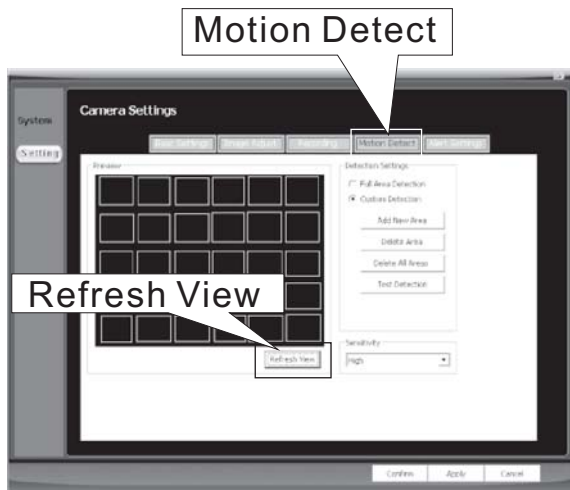 Motion Detect
Camera Settings
System
Setting
Basic Settings Image Adjust Recording Motion Detect Alert Settings
Preview
Detection Settings
Full Area Detection
Custom Detection
Add New Area
Delete Area
Delete All Areas
Test Detection
Refresh View
Refresh View
Sensitivity
High
Confirm Apply Cancel